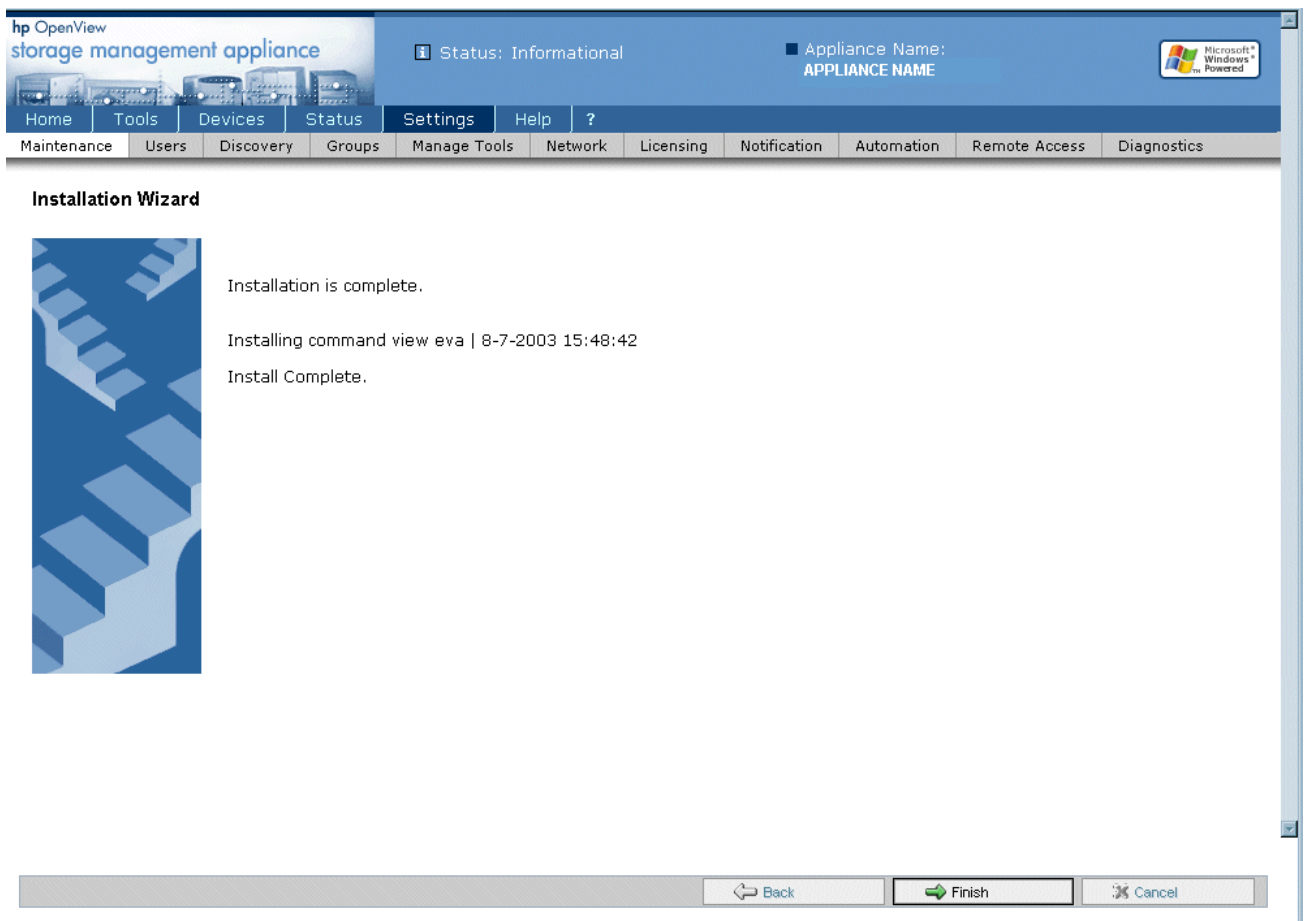 hp OpenView
storage management appliance
i Status: Informational
Appliance Name:
APPLIANCE NAME
Microsoft®
Windows®
TM Powered
Home Tools Devices Status Settings Help ?
Maintenance Users Discovery Groups Manage Tools Network Licensing Notification Automation Remote Access Diagnostics
Installation Wizard
Installation is complete.
Installing command view eva | 8-7-2003 15:48:42
Install Complete.
Back Finish Cancel